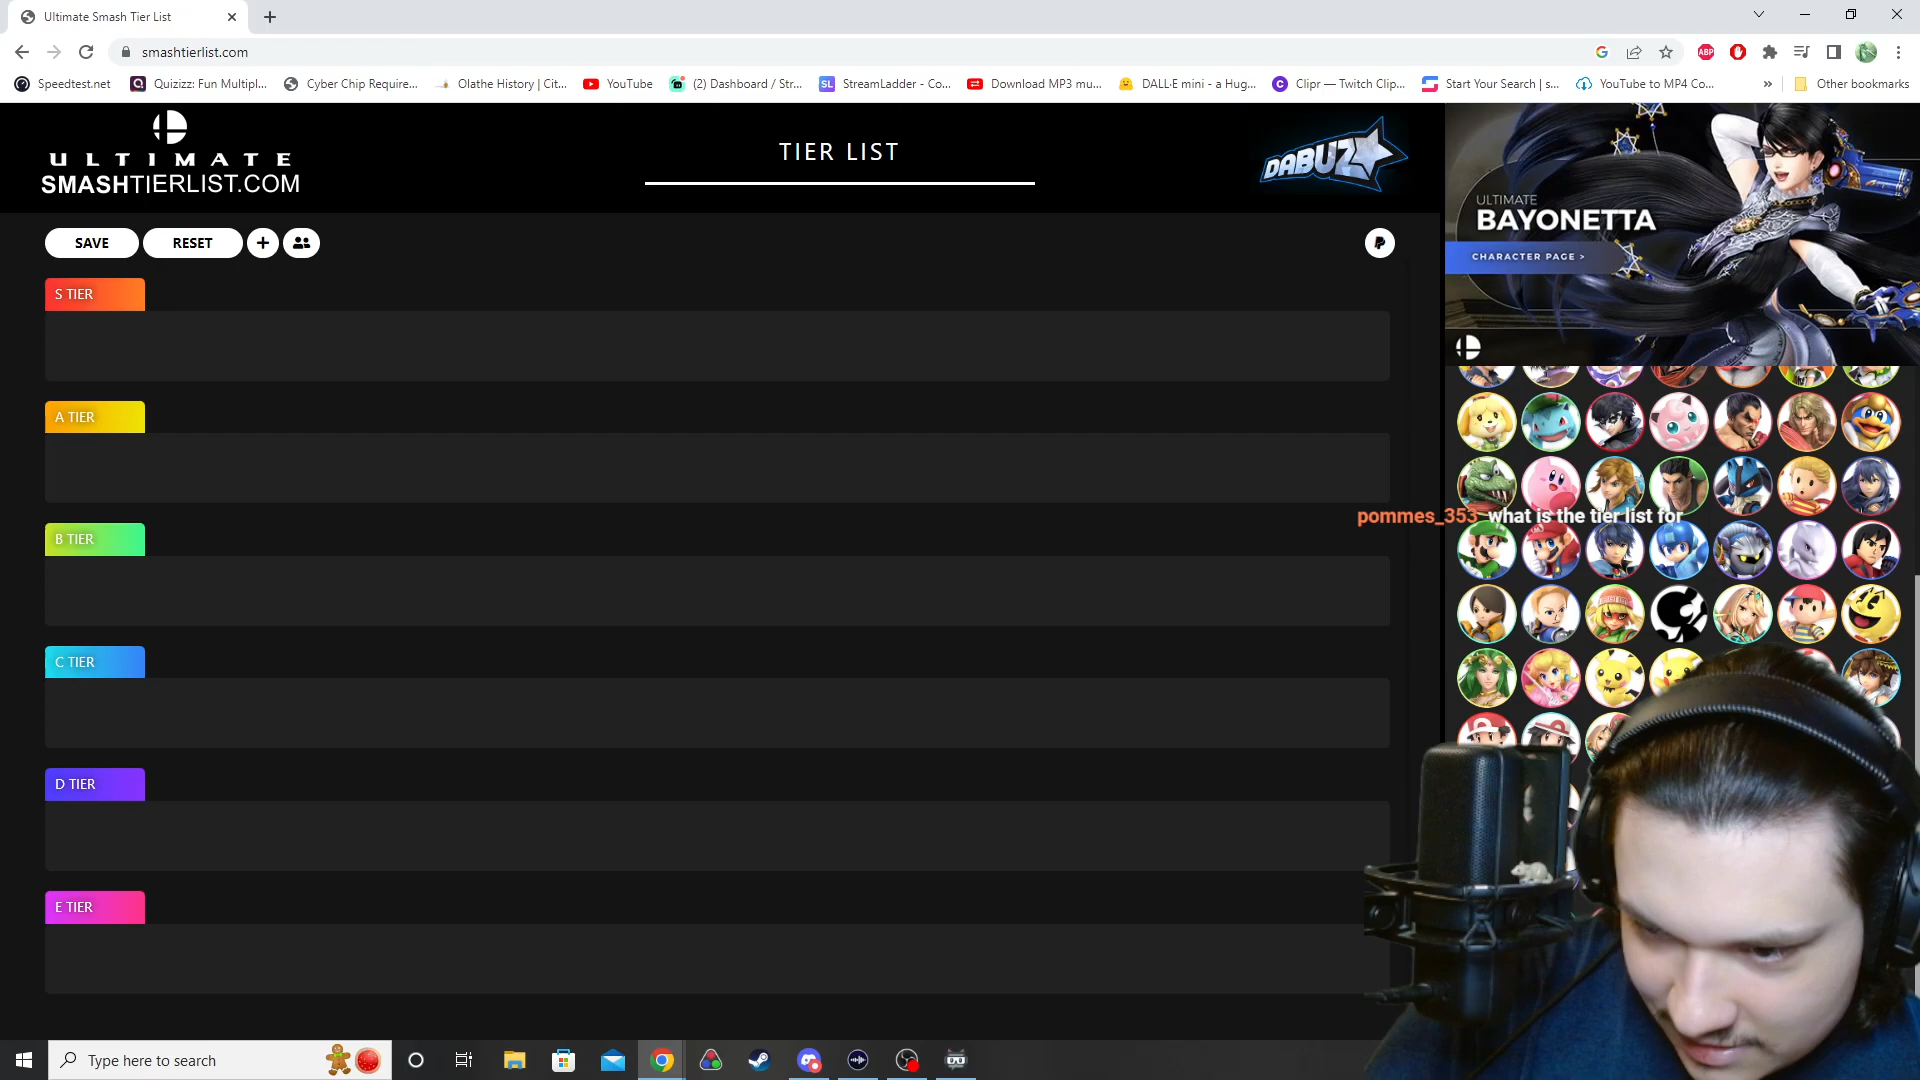 Ultimate Smash Tier List
smashtierlist.com
ABP
Speedtest.net
Quizizz: Fun Multipl...
Cyber Chip Require...
Olathe History | Cit...
YouTube
(2) Dashboard / Str...
SL StreamLadder - Co...
Download MP3 mu...
DALL·E mini - a Hug...
C Clipr — Twitch Clip...
Start Your Search | s...
YouTube to MP4 Co...
»
Other bookmarks
ULTIMATE
SMASHTIERLIST.COM
TIER LIST
DABUZ
ULTIMATE
BAYONETTA
CHARACTER PAGE >
SAVE
RESET
+
S TIER
A TIER
B TIER
pommes_353 what is the tier list for
C TIER
D TIER
E TIER
Type here to search